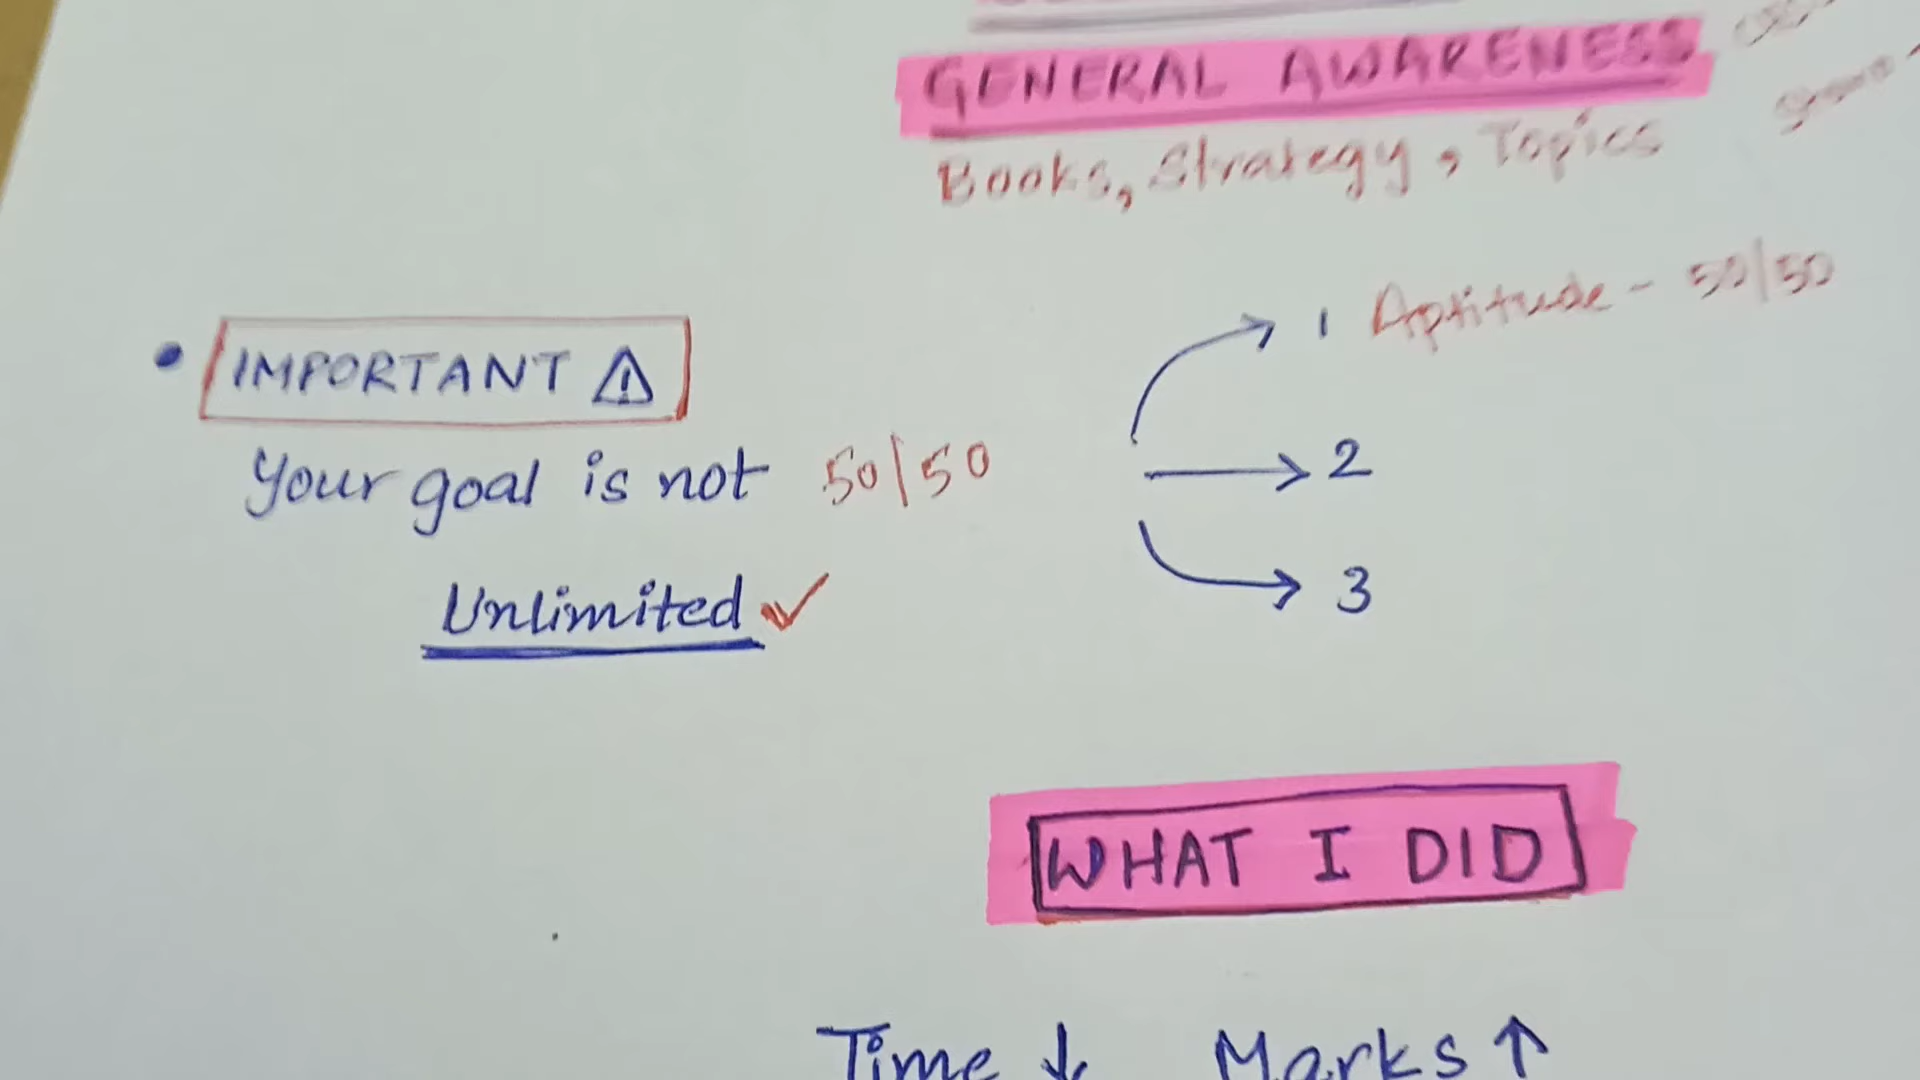 GENERAL AWARENESS
Books, Strategy, Topics
• IMPORTANT ⚠
Your goal is not 50/50
Unlimited ✓
→ 1 Aptitude - 50/50
→ 2
→ 3
WHAT I DID
Time ↓ Marks ↑